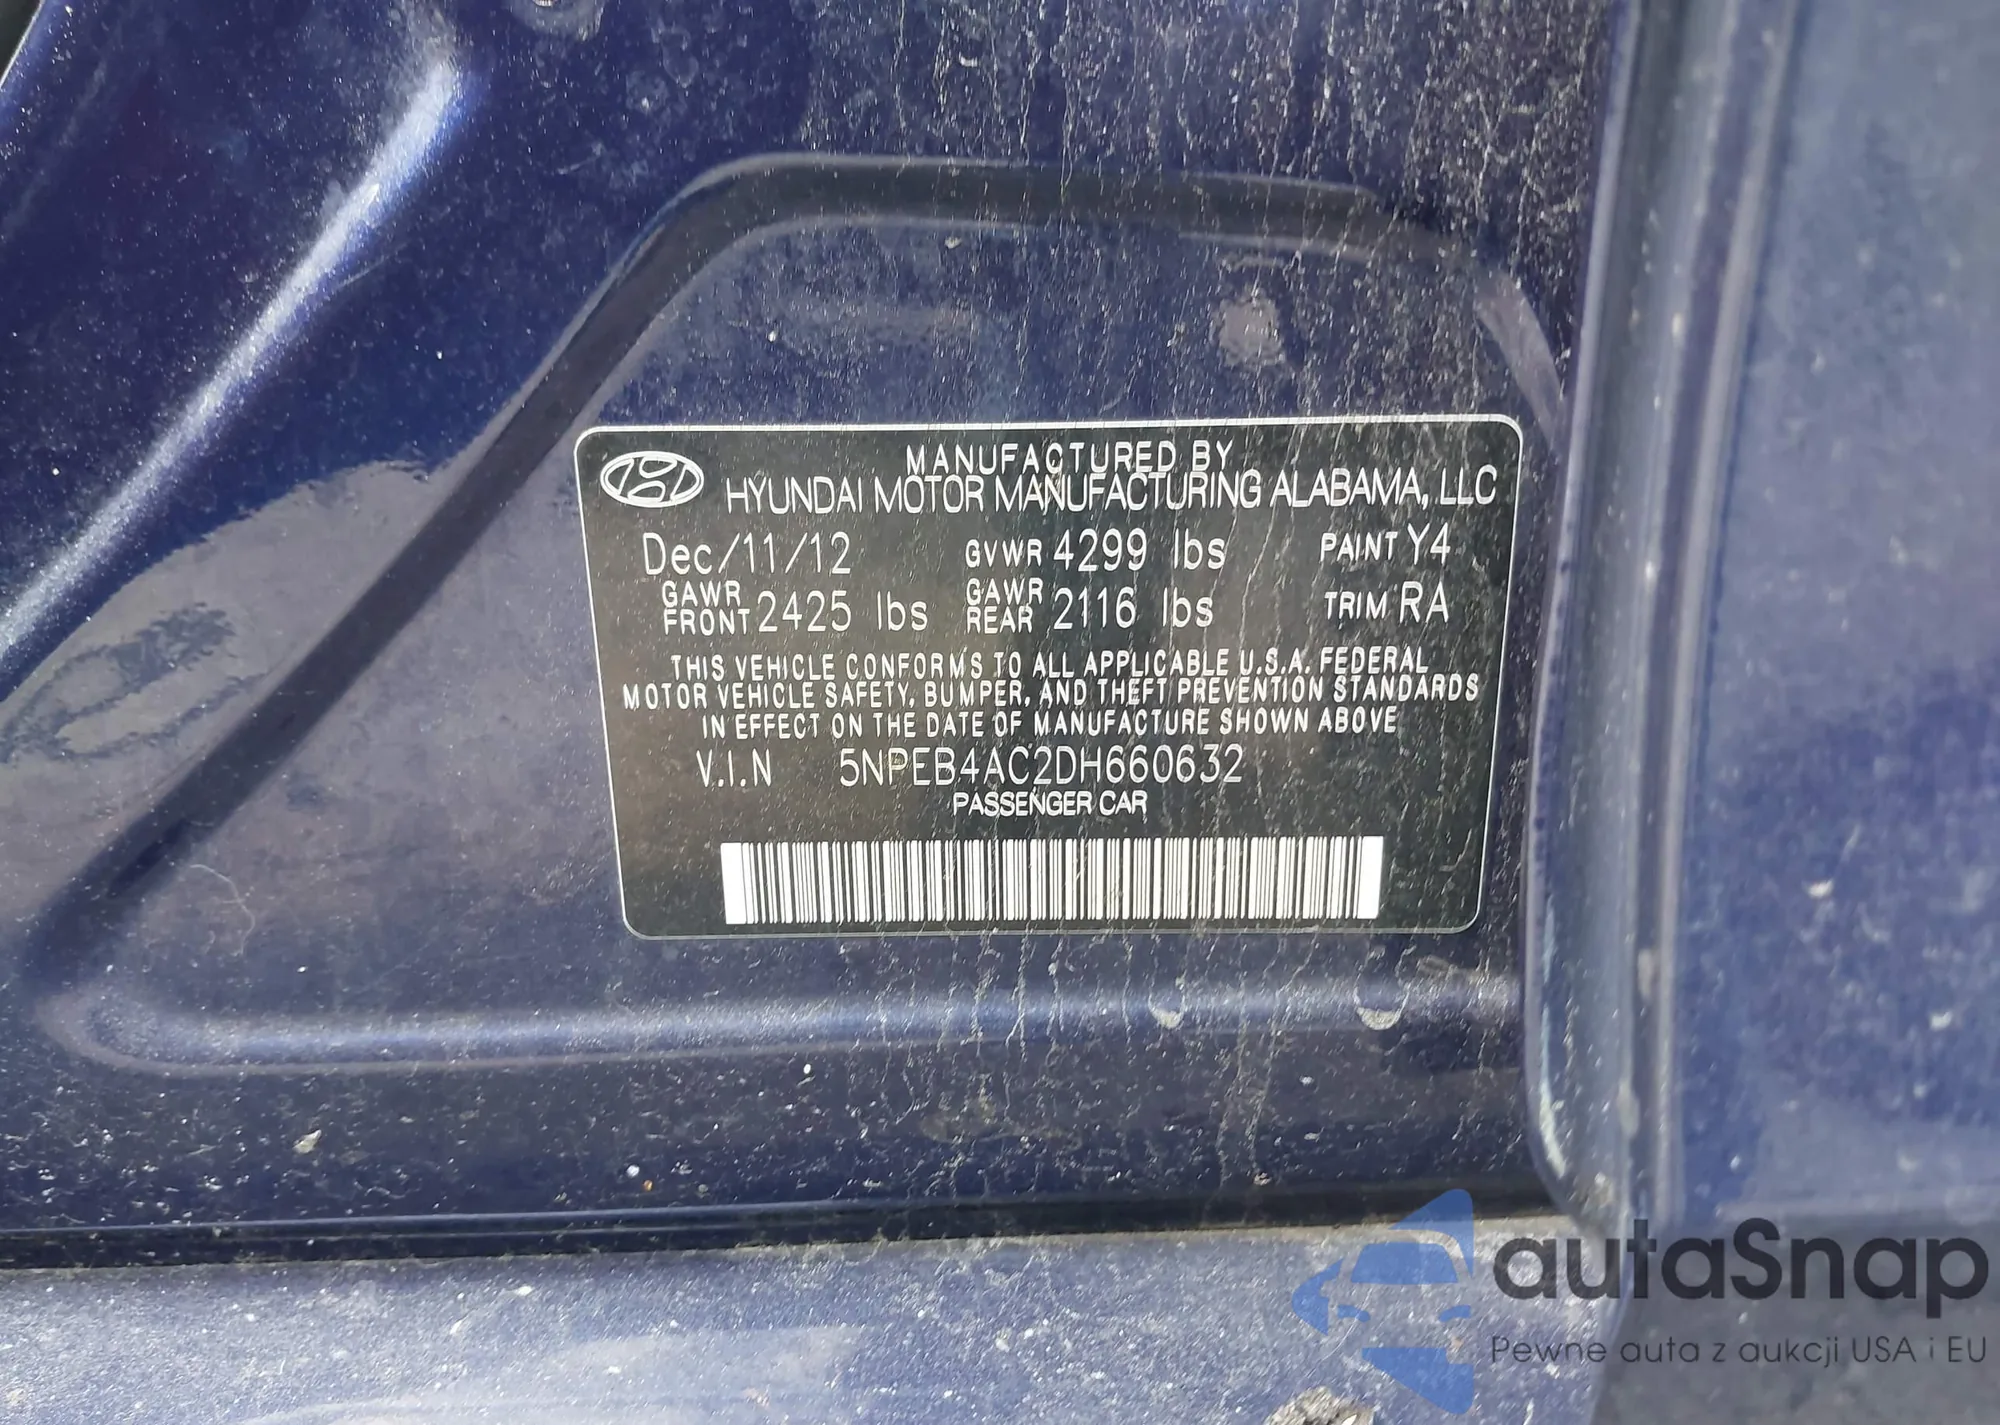 MANUFACTURED BY
HYUNDAI MOTOR MANUFACTURING ALABAMA, LLC
Dec/11/12 GVWR 4299 lbs PAINT Y4
GAWR FRONT 2425 lbs GAWR REAR 2116 lbs TRIM RA
THIS VEHICLE CONFORMS TO ALL APPLICABLE U.S.A. FEDERAL
MOTOR VEHICLE SAFETY, BUMPER, AND THEFT PREVENTION STANDARDS
IN EFFECT ON THE DATE OF MANUFACTURE SHOWN ABOVE
V.I.N 5NPEB4AC2DH660632
PASSENGER CAR
autaSnap
Pewne auta z aukcji USA i EU